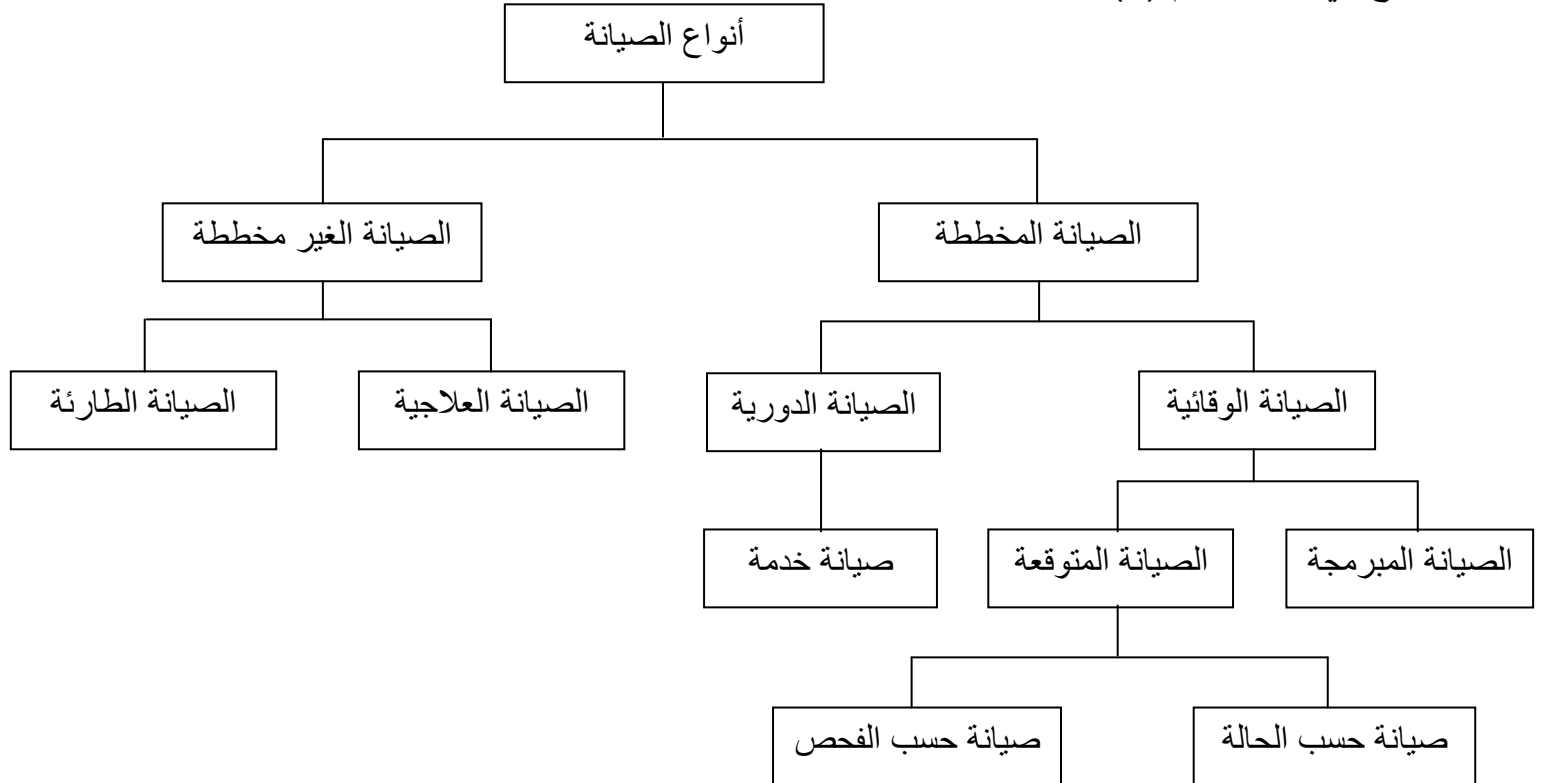 أنواع الصيانة
الصيانة المخططة
الصيانة الغير مخططة
الصيانة الوقائية
الصيانة الدورية
الصيانة العلاجية
الصيانة الطارئة
الصيانة المبرمجة
الصيانة المتوقعة
صيانة خدمة
صيانة حسب الحالة
صيانة حسب الفحص